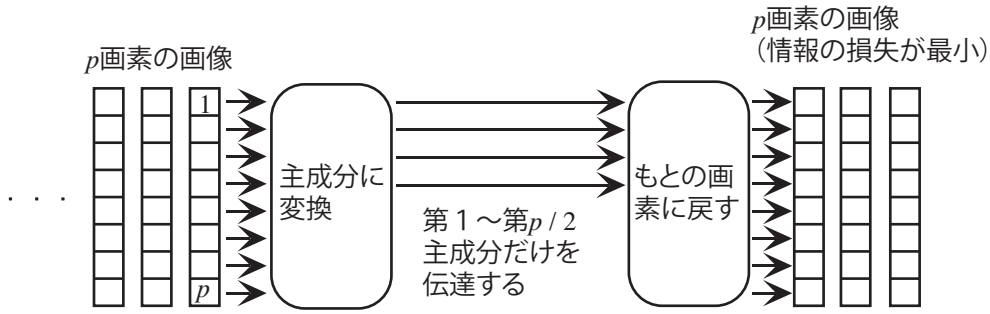 p画素の画像
1
p
・・・
主成分に
変換
第１～第p / 2
主成分だけを
伝達する
もとの画
素に戻す
p画素の画像
（情報の損失が最小）